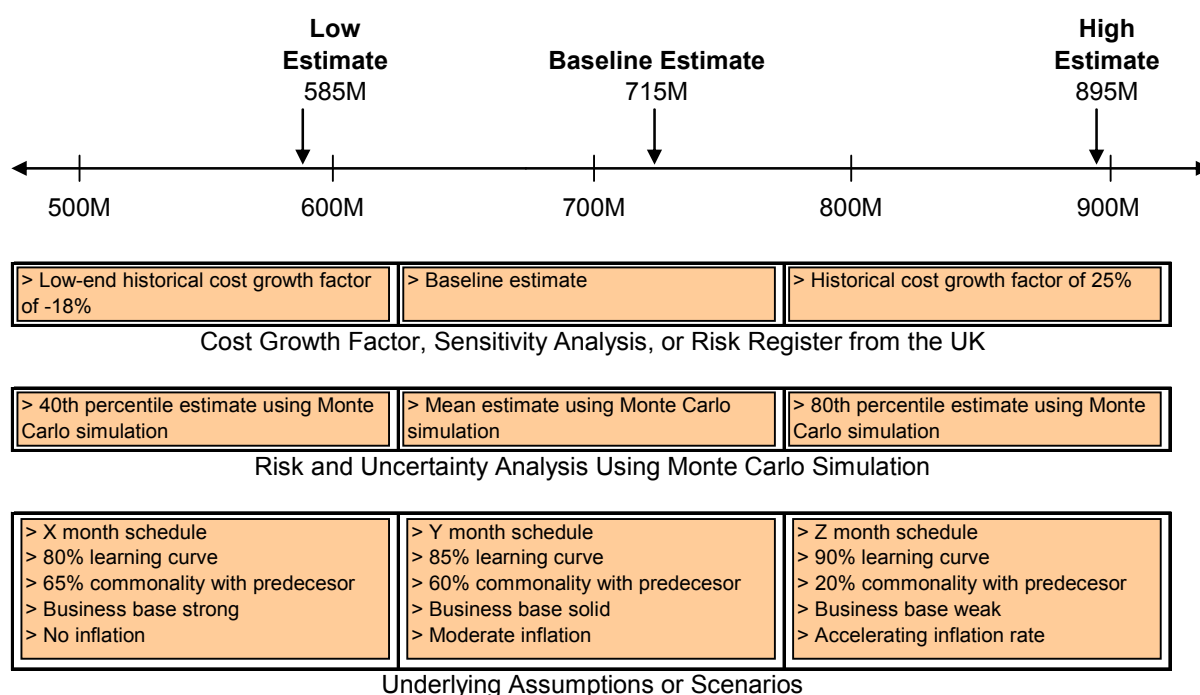 Low
Estimate
585M
Baseline Estimate
715M
High
Estimate
895M
500M
600M
700M
800M
900M
> Low-end historical cost growth factor
of -18%
> Baseline estimate
> Historical cost growth factor of 25%
Cost Growth Factor, Sensitivity Analysis, or Risk Register from the UK
> 40th percentile estimate using Monte
Carlo simulation
> Mean estimate using Monte Carlo
simulation
> 80th percentile estimate using Monte
Carlo simulation
Risk and Uncertainty Analysis Using Monte Carlo Simulation
> X month schedule
> 80% learning curve
> 65% commonality with predecesor
> Business base strong
> No inflation
> Y month schedule
> 85% learning curve
> 60% commonality with predecesor
> Business base solid
> Moderate inflation
> Z month schedule
> 90% learning curve
> 20% commonality with predecesor
> Business base weak
> Accelerating inflation rate
Underlying Assumptions or Scenarios